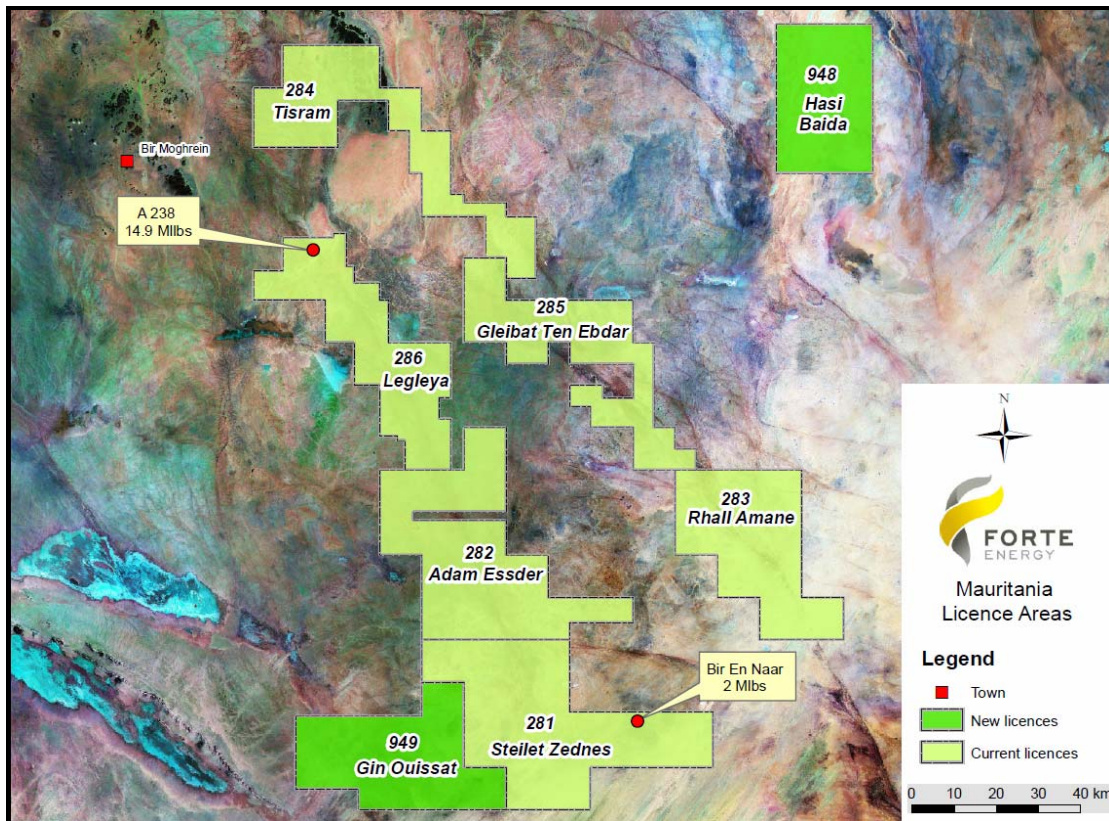 284
Tisram
948
Hasi
Baida
Bir Moghrein
A 238
14.9 Mllbs
285
Gleibat Ten Ebdar
286
Legleya
283
Rhall Amane
282
Adam Essder
Bir En Naar
2 Mlbs
281
Steilet Zednes
949
Gin Ouissat
N
FORTE
ENERGY
Mauritania
Licence Areas
Legend
Town
New licences
Current licences
0 10 20 30 40 km